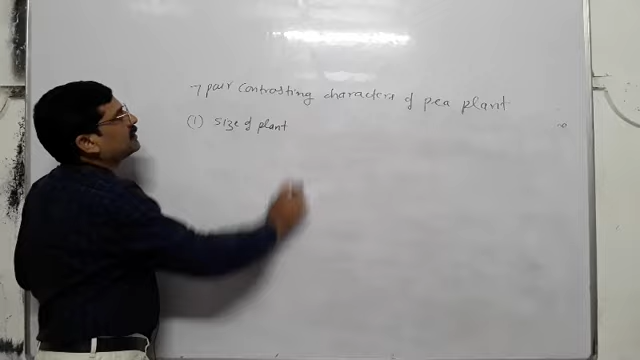 7 pair contrasting characters of pea plant
(1) size of plant